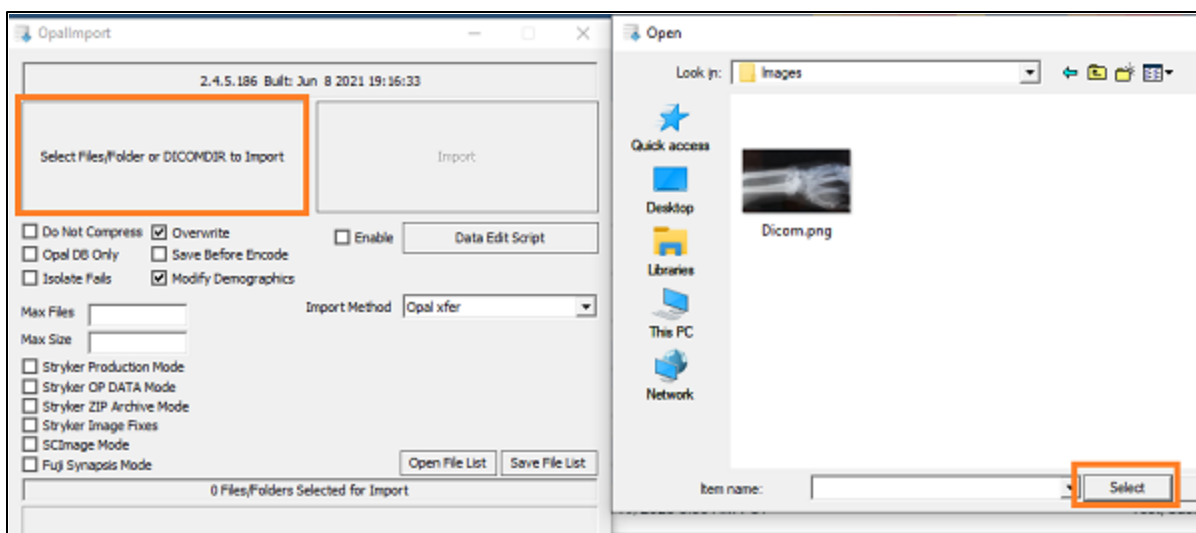 OpalImport
2.4.5.186 Built: Jun 8 2021 19:16:33
Select Files/Folder or DICOMDIR to Import
Import
Do Not Compress
Overwrite
Enable
Data Edit Script
Opal DB Only
Save Before Encode
Isolate Fails
Modify Demographics
Max Files
Import Method
Opal xfer
Max Size
Stryker Production Mode
Stryker OP DATA Mode
Stryker ZIP Archive Mode
Stryker Image Fixes
SCImage Mode
Fuji Synapsis Mode
Open File List
Save File List
0 Files/Folders Selected for Import
Open
Look in:
Images
Quick access
Desktop
Libraries
This PC
Network
Dicom.png
Item name:
Select